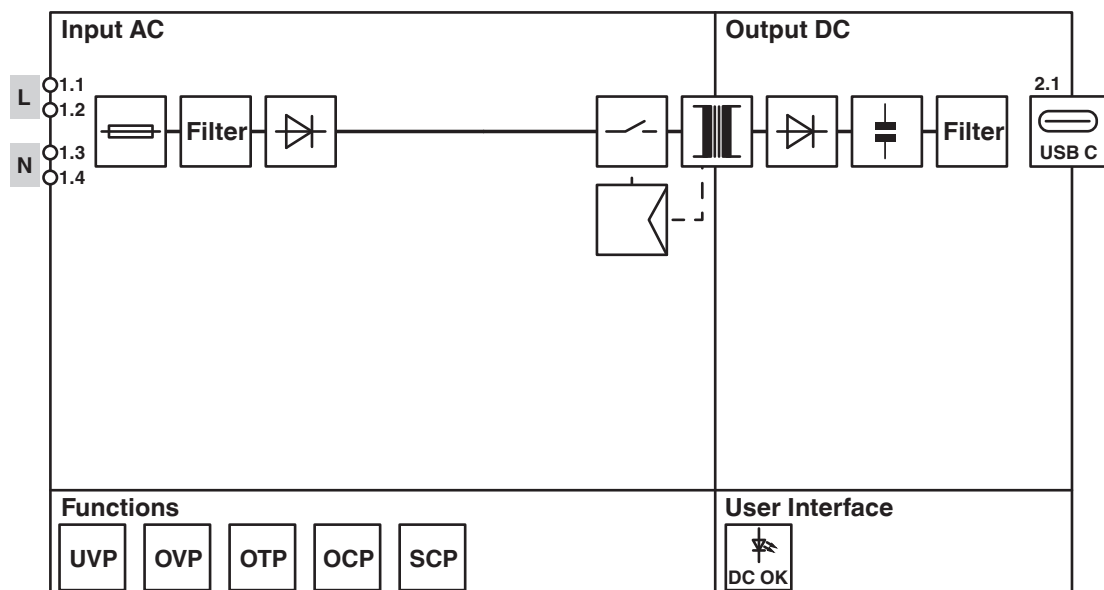 Input AC
Output DC
L
1.1
1.2
N
1.3
1.4
Filter
Filter
2.1
USB C
Functions
UVP OVP OTP OCP SCP
User Interface
DC OK